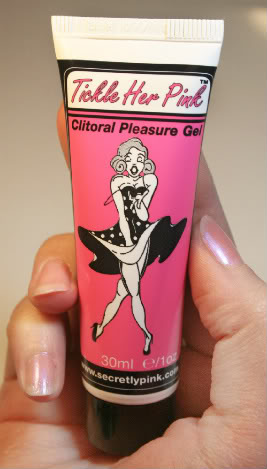 Tickle Her Pink™
Clitoral Pleasure Gel
30ml ℮/1oz
www.secretlypink.com